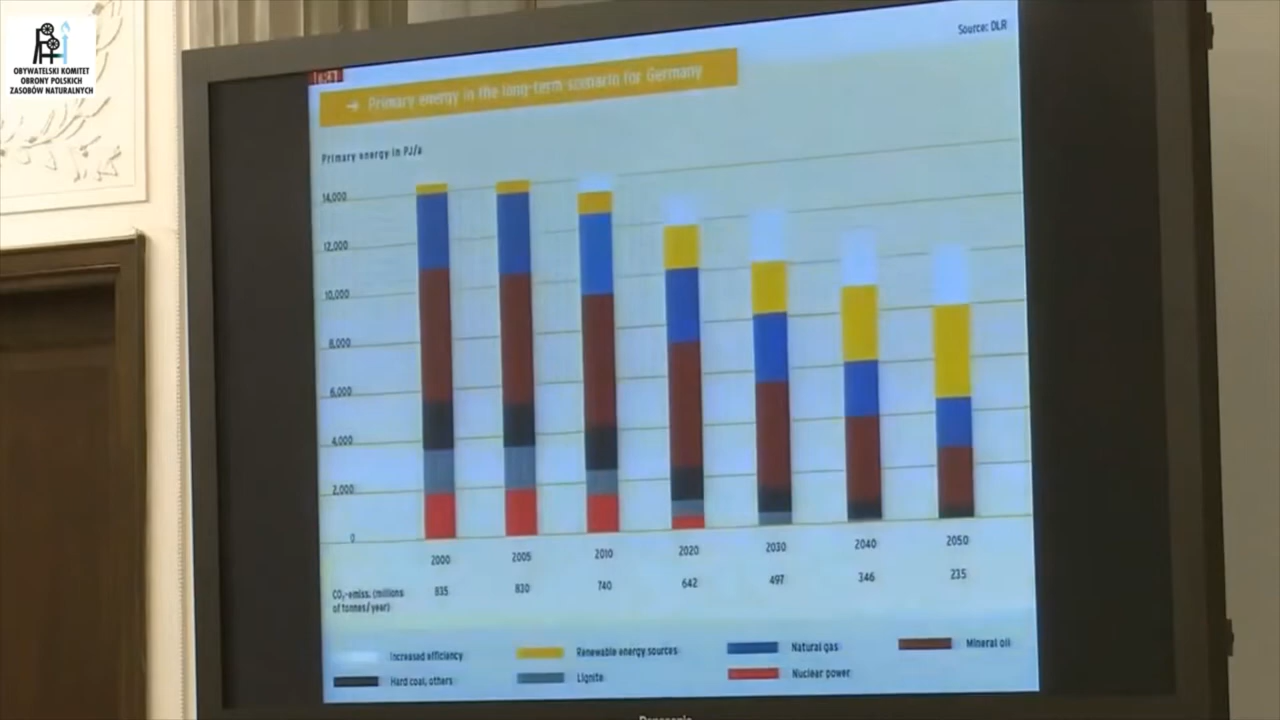 OBYWATELSKI KOMITET
OBRONY POLSKICH
ZASOBÓW NATURALNYCH
Source: DLR
→ Primary energy in the long-term scenario for Germany
Primary energy in PJ/a
14,000
12,000
10,000
8,000
6,000
4,000
2,000
0
2000 2005 2010 2020 2030 2040 2050
CO₂-emiss. (millions
of tonnes/year)
835 830 740 642 497 346 235
Increased efficiency Renewable energy sources Natural gas Mineral oil
Hard coal, others Lignite Nuclear power
Panasonic